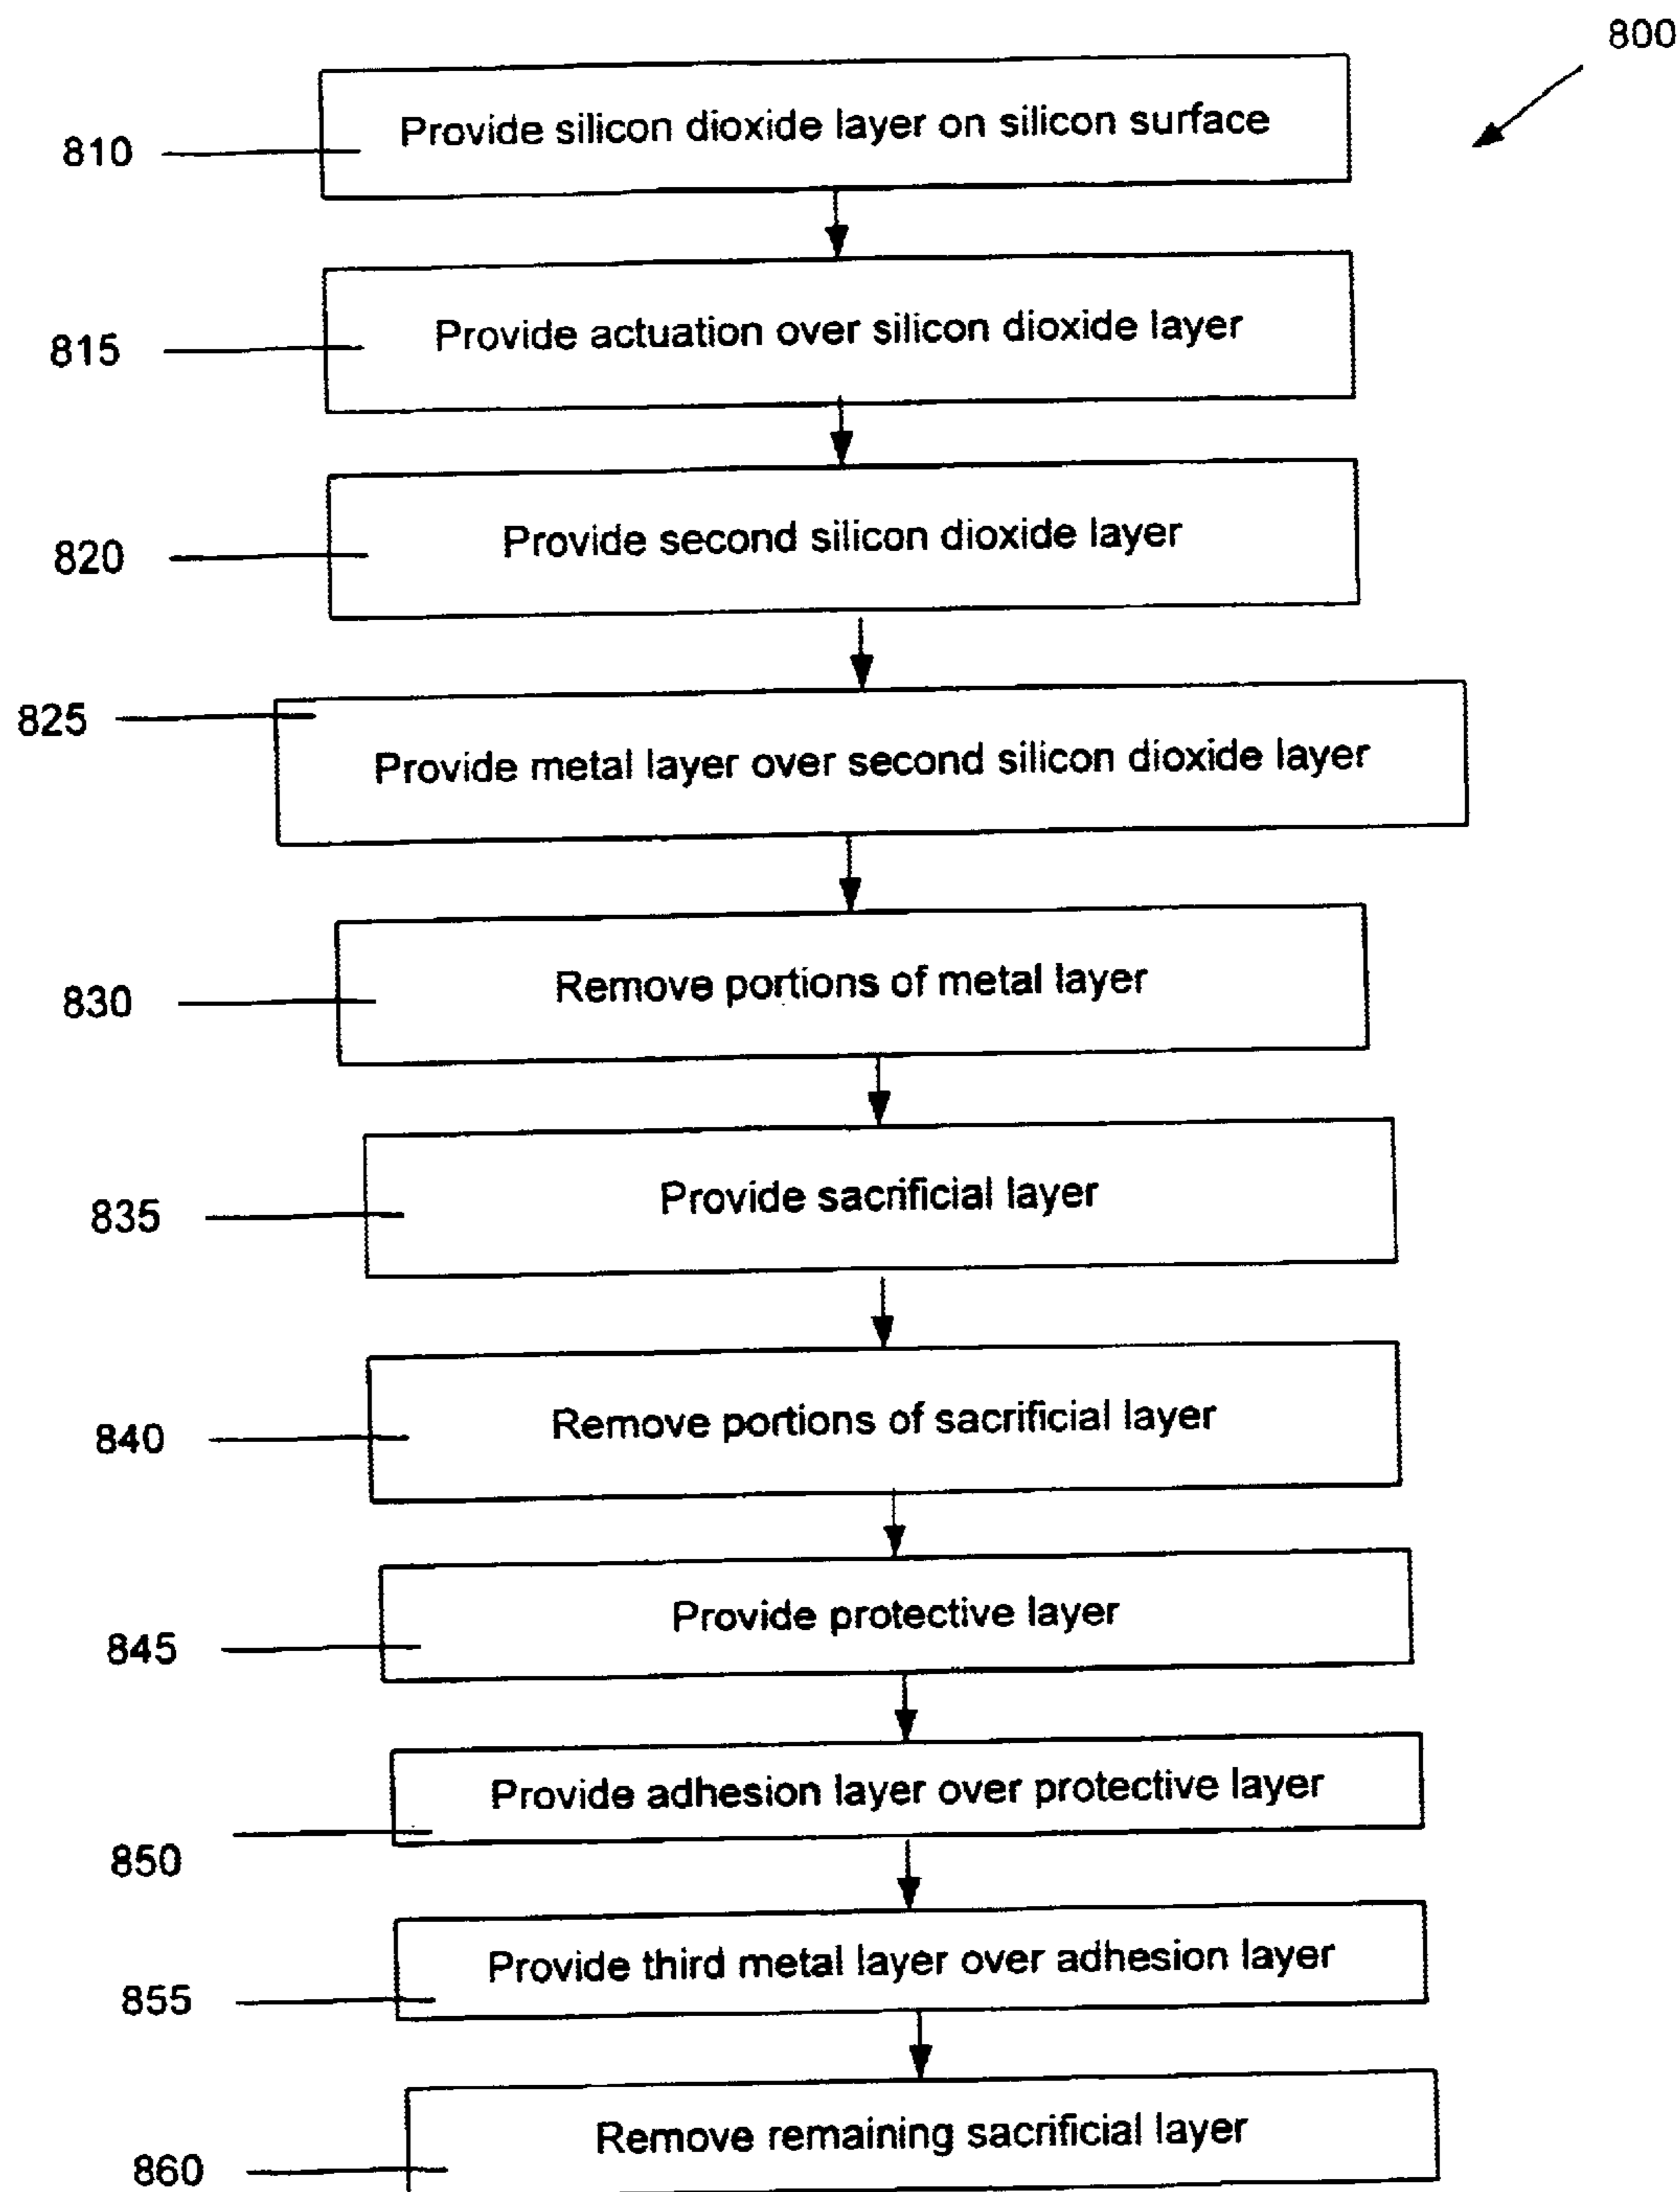 800
Provide silicon dioxide layer on silicon surface
810
Provide actuation over silicon dioxide layer
815
Provide second silicon dioxide layer
820
825
Provide metal layer over second silicon dioxide layer
Remove portions of metal layer
830
Provide sacrificial layer
835
Remove portions of sacrificial layer
840
Provide protective layer
845
Provide adhesion layer over protective layer
850
Provide third metal layer over adhesion layer
855
Remove remaining sacrificial layer
860